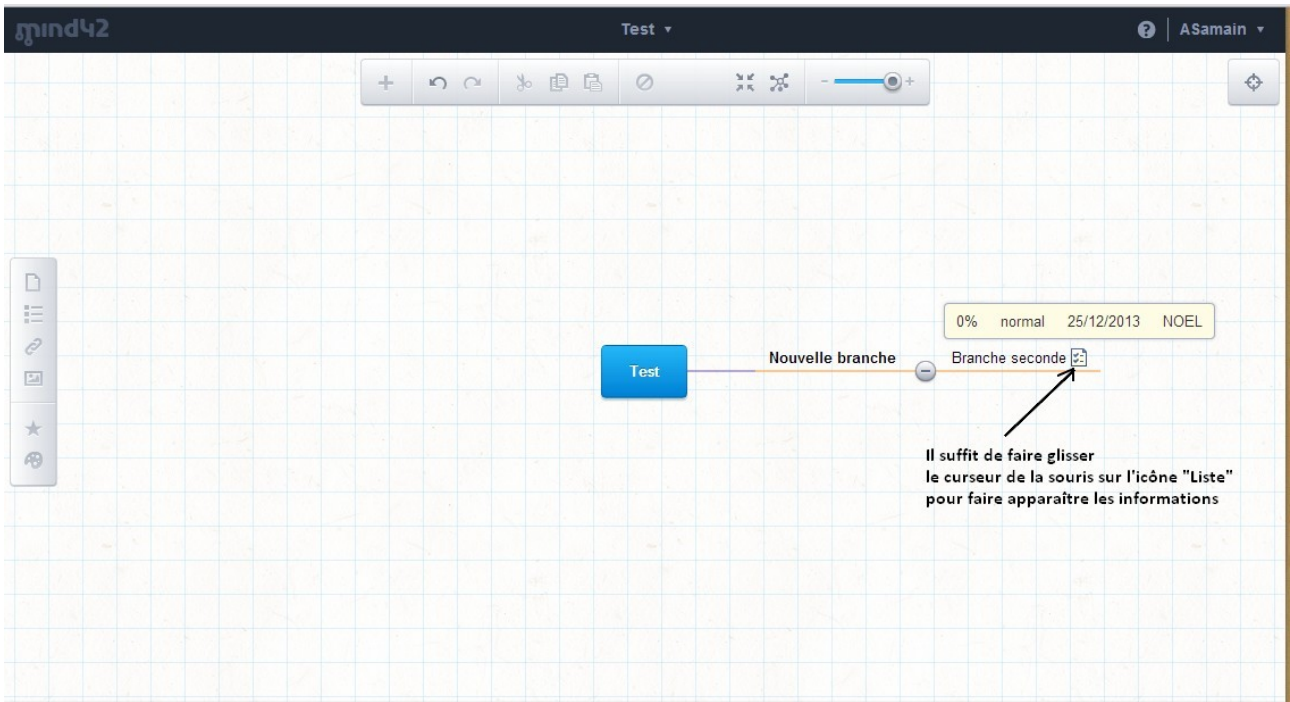 mind42
Test
ASamain
0% normal 25/12/2013 NOEL
Test
Nouvelle branche
Branche seconde
Il suffit de faire glisser
le curseur de la souris sur l'icône "Liste"
pour faire apparaître les informations